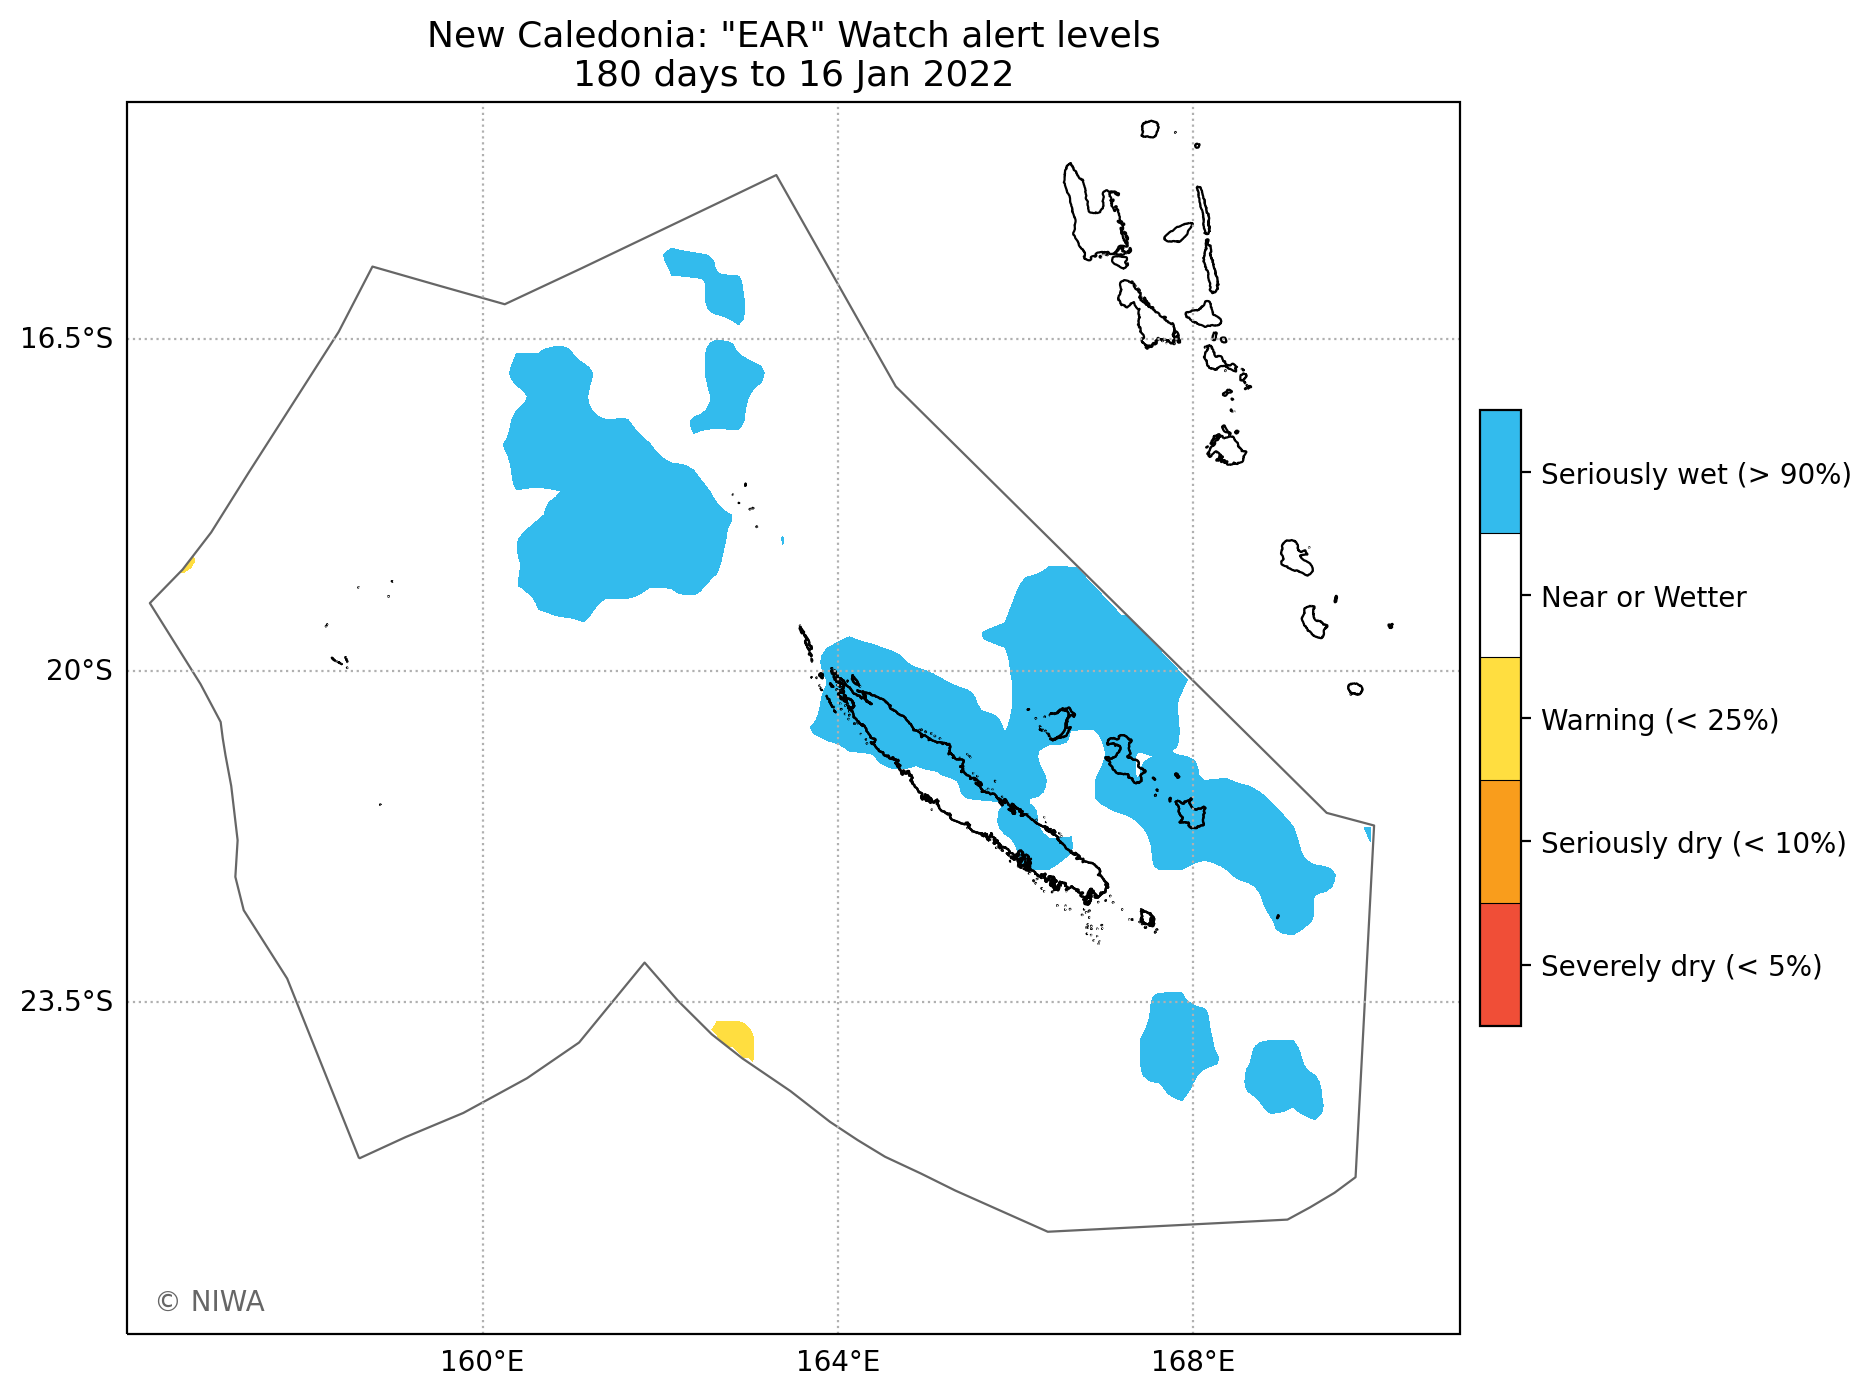 New Caledonia: "EAR" Watch alert levels
180 days to 16 Jan 2022
16.5°S
20°S
23.5°S
160°E
164°E
168°E
© NIWA
Seriously wet (> 90%)
Near or Wetter
Warning (< 25%)
Seriously dry (< 10%)
Severely dry (< 5%)